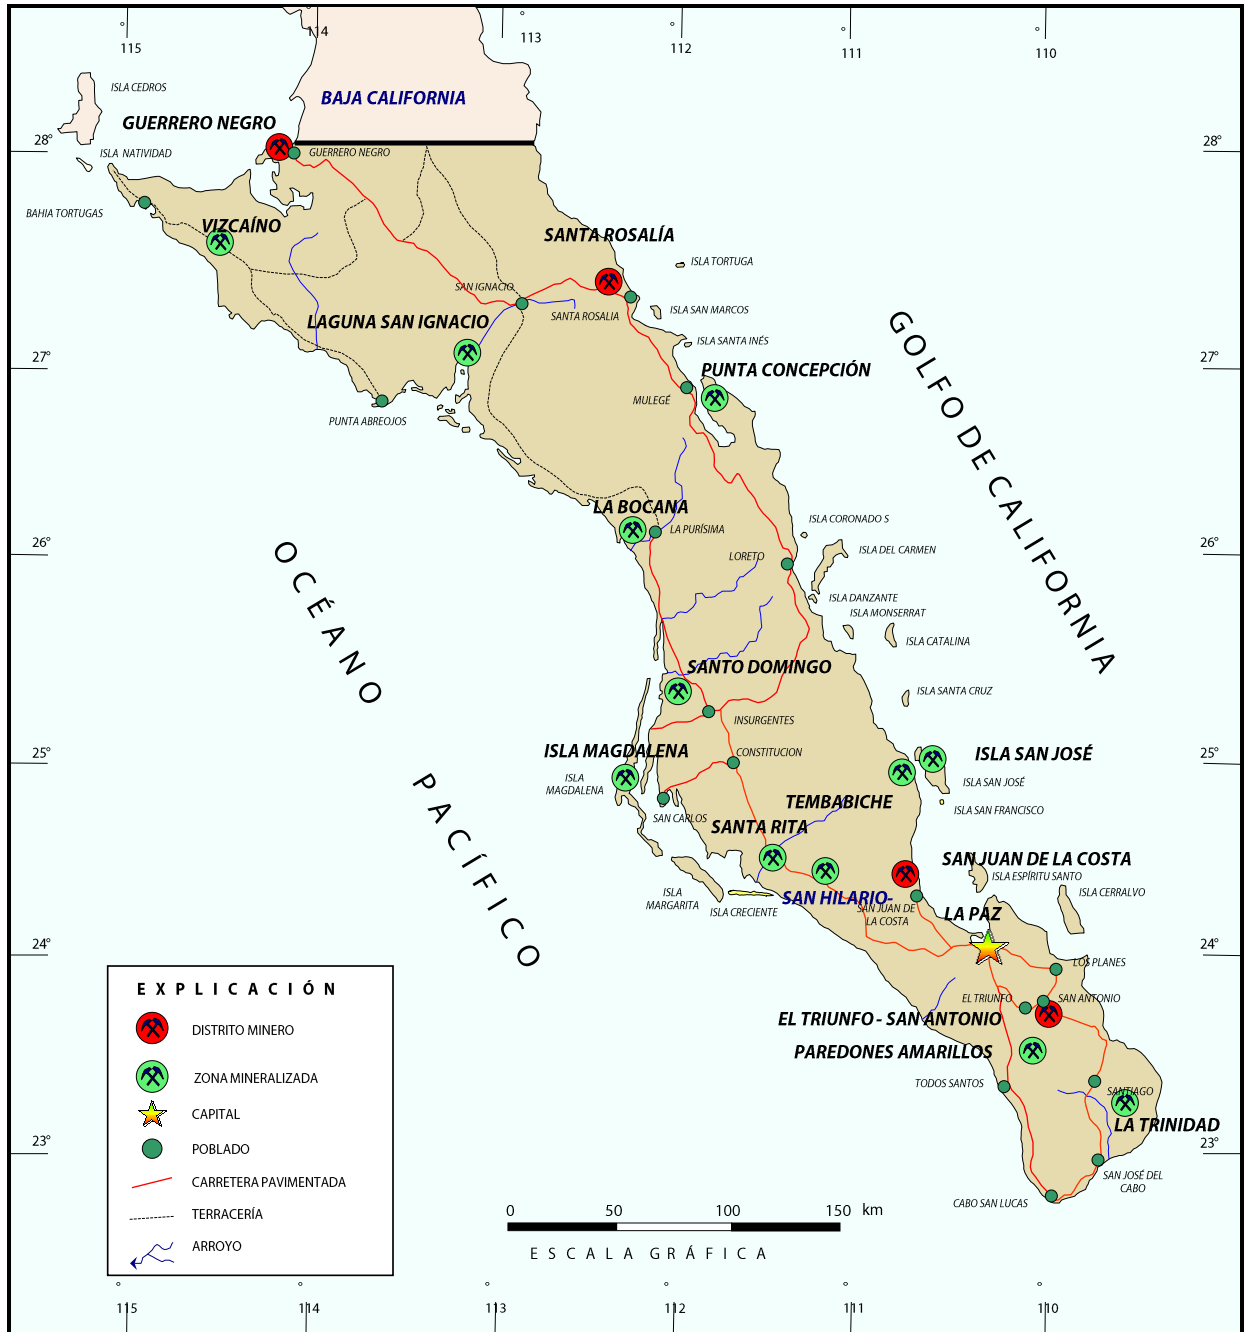 115
114
113
112
111
110
ISLA CEDROS
BAJA CALIFORNIA
GUERRERO NEGRO
28°
28°
ISLA NATIVIDAD
GUERRERO NEGRO
BAHIA TORTUGAS
VIZCAÍNO
SANTA ROSALÍA
ISLA TORTUGA
SAN IGNACIO
SANTA ROSALIA
ISLA SAN MARCOS
LAGUNA SAN IGNACIO
ISLA SANTA INÉS
27°
27°
PUNTA CONCEPCIÓN
MULEGÉ
PUNTA ABREOJOS
GOLFO DE CALIFORNIA
LA BOCANA
LA PURÍSIMA
ISLA CORONADO S
26°
26°
LORETO
ISLA DEL CARMEN
OCÉANO
PACÍFICO
ISLA DANZANTE
ISLA MONSERRAT
ISLA CATALINA
SANTO DOMINGO
ISLA SANTA CRUZ
INSURGENTES
25°
25°
ISLA MAGDALENA
CONSTITUCION
ISLA SAN JOSÉ
ISLA
MAGDALENA
ISLA SAN JOSÉ
TEMBABICHE
ISLA SAN FRANCISCO
SAN CARLOS
SANTA RITA
SAN JUAN DE LA COSTA
ISLA ESPÍRITU SANTO
ISLA
MARGARITA
ISLA CERRALVO
SAN HILARIO-
ISLA CRECIENTE
SAN JUAN DE
LA COSTA
LA PAZ
24°
24°
LOS PLANES
EL TRIUNFO
SAN ANTONIO
EL TRIUNFO - SAN ANTONIO
PAREDONES AMARILLOS
TODOS SANTOS
SANTIAGO
LA TRINIDAD
23°
23°
SAN JOSÉ DEL
CABO
CABO SAN LUCAS
EXPLICACIÓN
DISTRITO MINERO
ZONA MINERALIZADA
CAPITAL
POBLADO
CARRETERA PAVIMENTADA
TERRACERÍA
ARROYO
0 50 100 150 km
ESCALA GRÁFICA
115
114
113
112
111
110